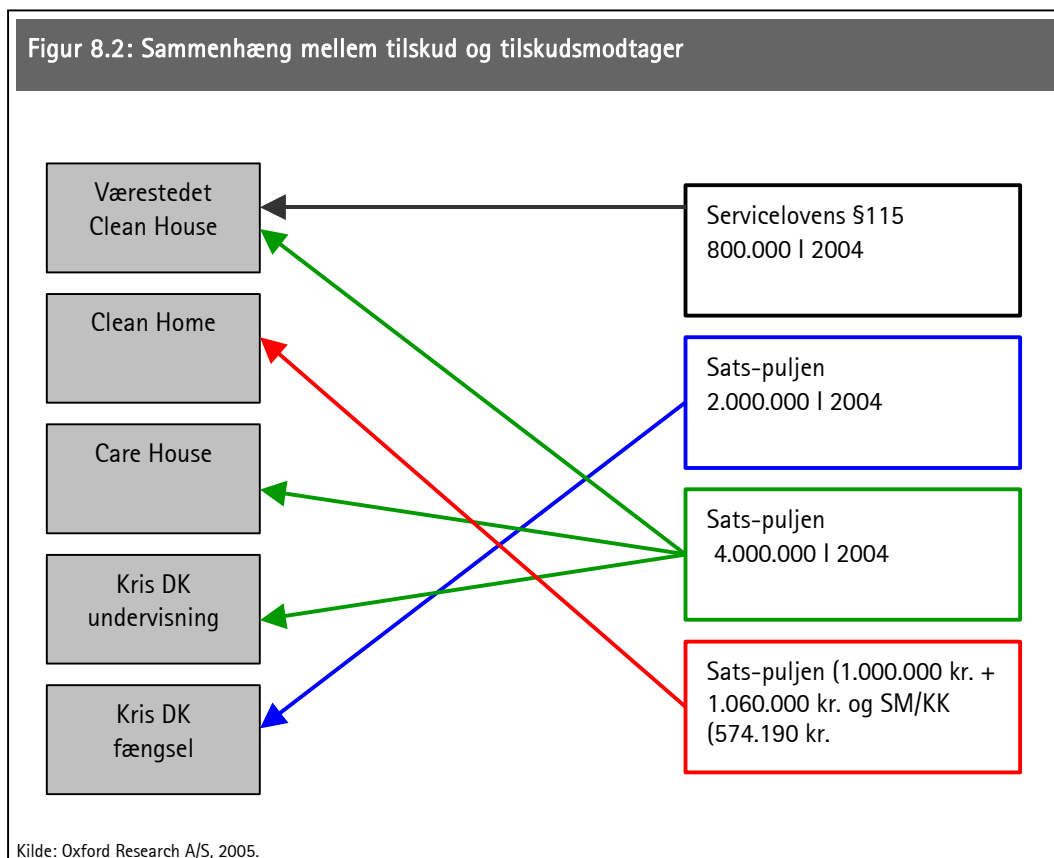 Figur 8.2: Sammenhæng mellem tilskud og tilskudsmodtager
Værestedet
Clean House
Clean Home
Care House
Kris DK
undervisning
Kris DK
fængsel
Servicelovens §115
800.000 I 2004
Sats-puljen
2.000.000 I 2004
Sats-puljen
4.000.000 I 2004
Sats-puljen (1.000.000 kr. +
1.060.000 kr. og SM/KK
(574.190 kr.
Kilde: Oxford Research A/S, 2005.